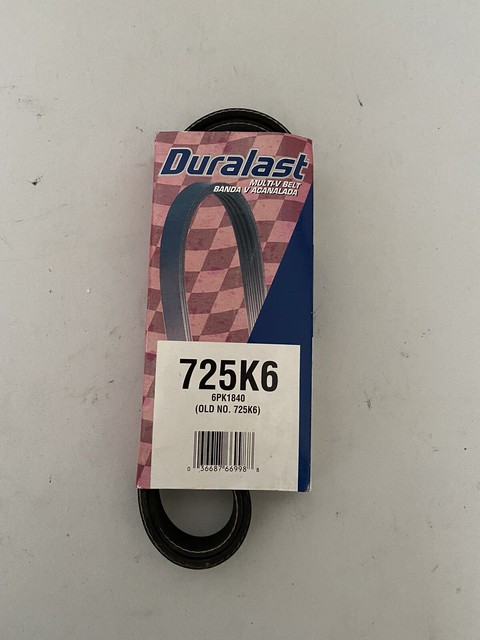 Duralast
MULTI-V BELT
BANDA V ACANALADA
725K6
6PK1840
(OLD NO. 725K6)
0 36687 66998 8